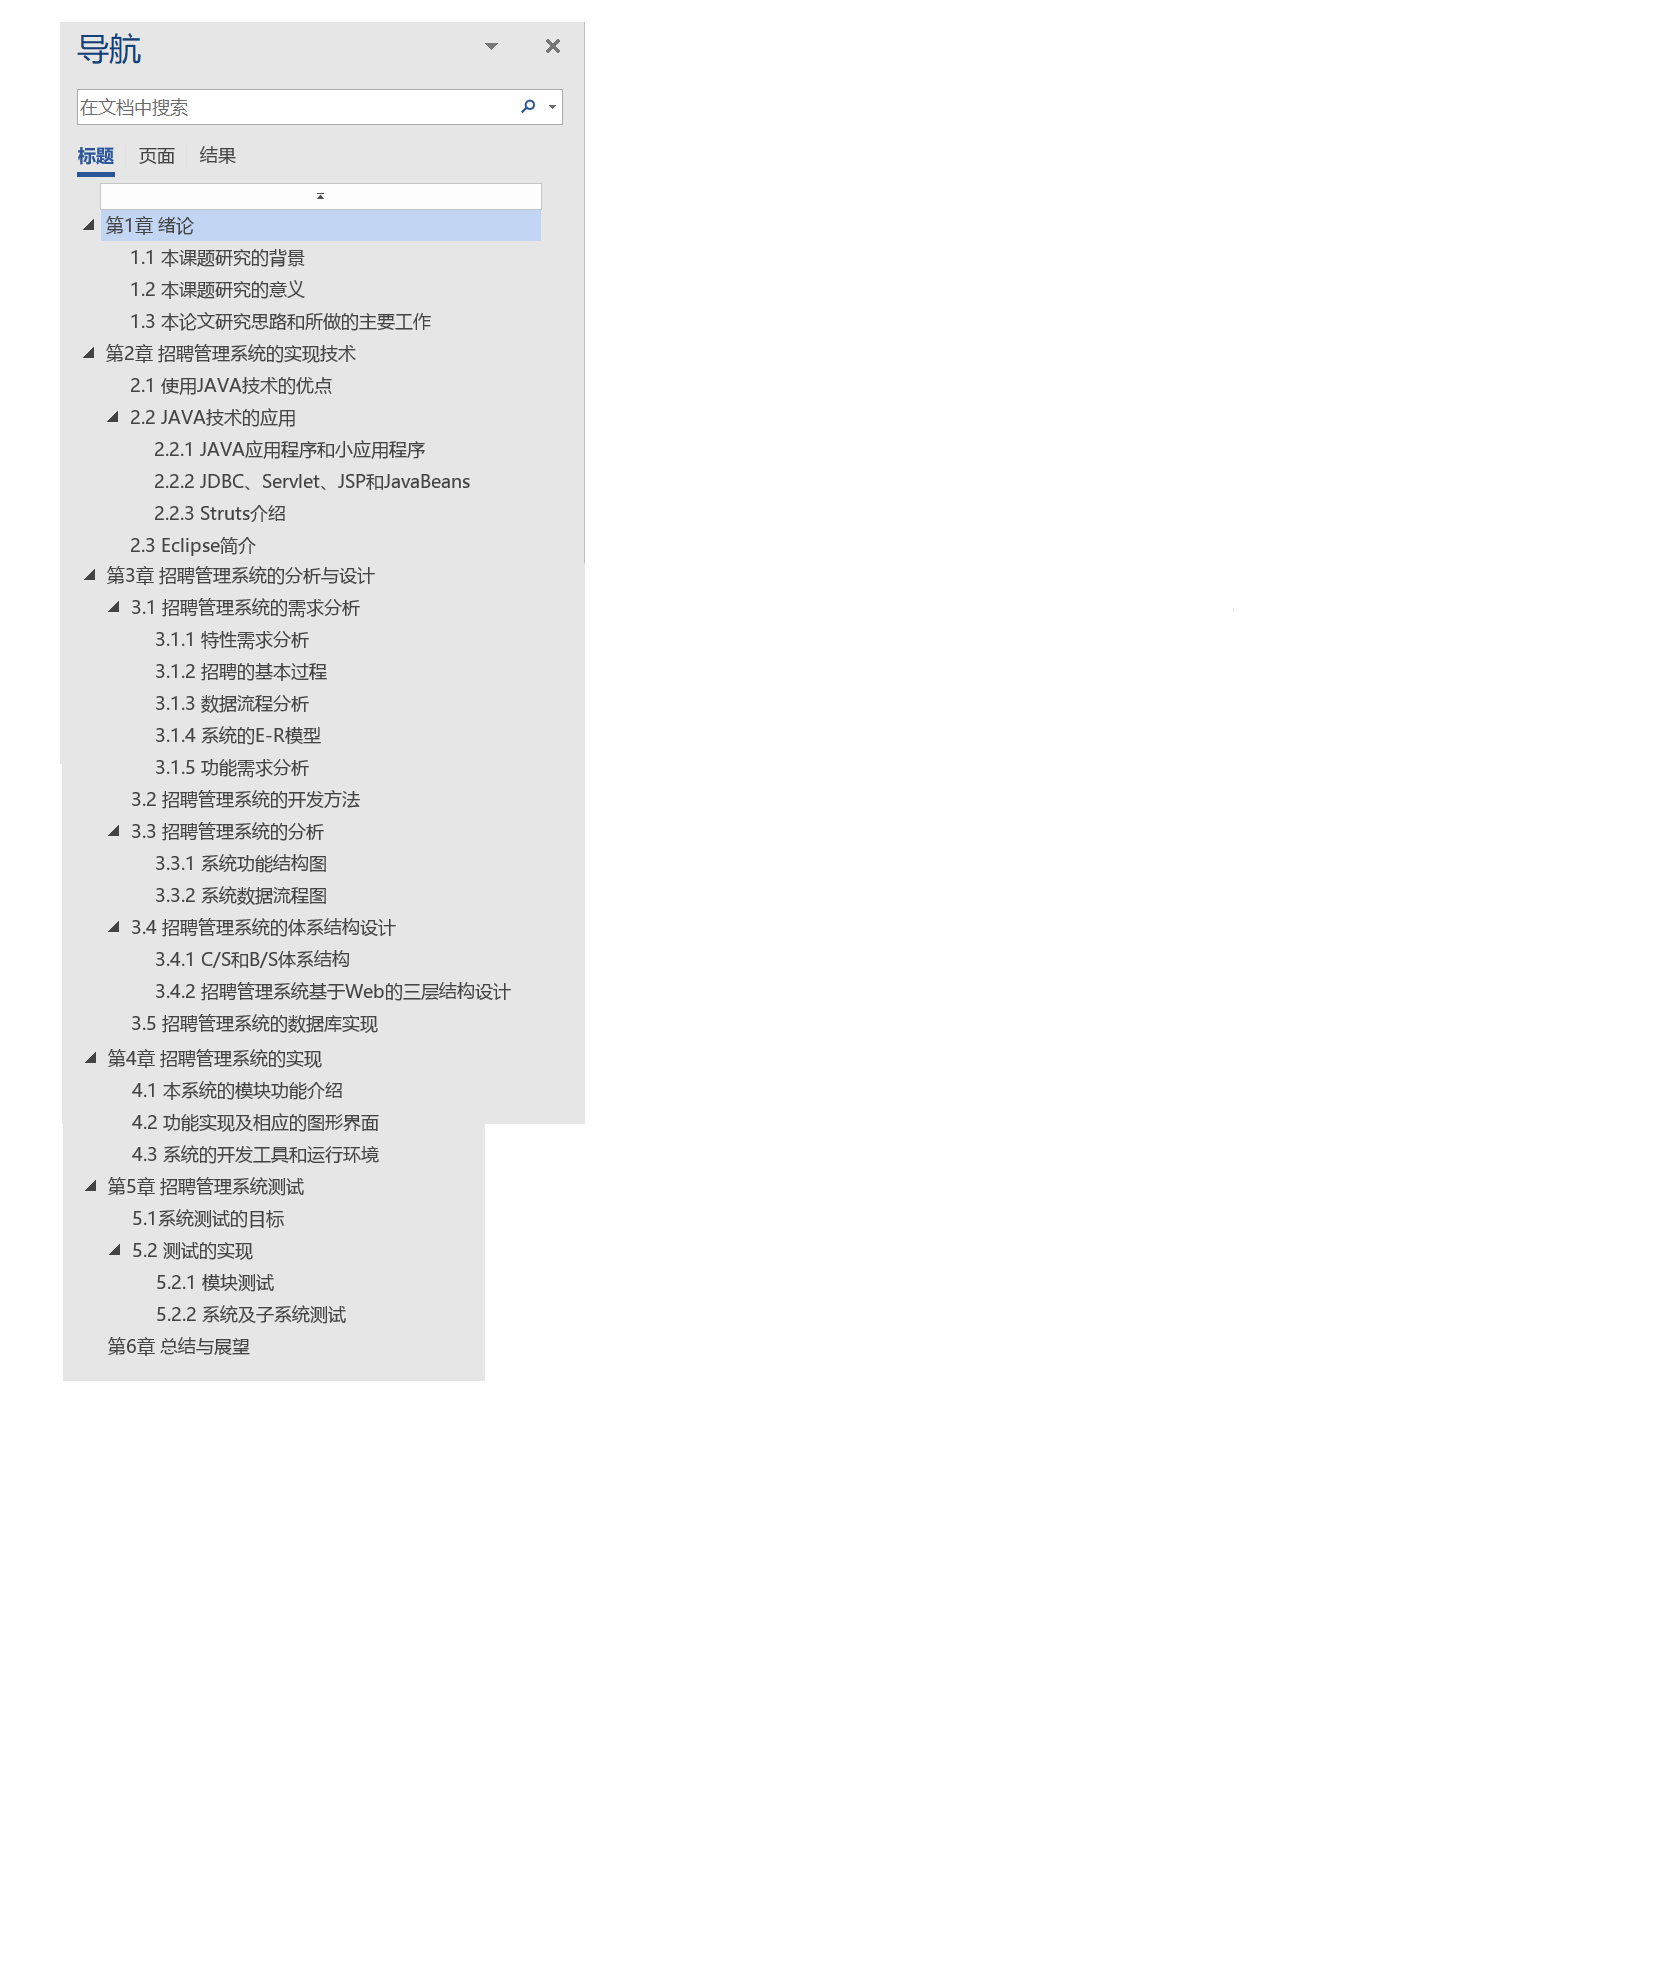 导航
在文档中搜索
标题 页面 结果
第1章 绪论
1.1 本课题研究的背景
1.2 本课题研究的意义
1.3 本论文研究思路和所做的主要工作
第2章 招聘管理系统的实现技术
2.1 使用JAVA技术的优点
2.2 JAVA技术的应用
2.2.1 JAVA应用程序和小应用程序
2.2.2 JDBC、Servlet、JSP和JavaBeans
2.2.3 Struts介绍
2.3 Eclipse简介
第3章 招聘管理系统的分析与设计
3.1 招聘管理系统的需求分析
3.1.1 特性需求分析
3.1.2 招聘的基本过程
3.1.3 数据流程分析
3.1.4 系统的E-R模型
3.1.5 功能需求分析
3.2 招聘管理系统的开发方法
3.3 招聘管理系统的分析
3.3.1 系统功能结构图
3.3.2 系统数据流程图
3.4 招聘管理系统的体系结构设计
3.4.1 C/S和B/S体系结构
3.4.2 招聘管理系统基于Web的三层结构设计
3.5 招聘管理系统的数据库实现
第4章 招聘管理系统的实现
4.1 本系统的模块功能介绍
4.2 功能实现及相应的图形界面
4.3 系统的开发工具和运行环境
第5章 招聘管理系统测试
5.1系统测试的目标
5.2 测试的实现
5.2.1 模块测试
5.2.2 系统及子系统测试
第6章 总结与展望